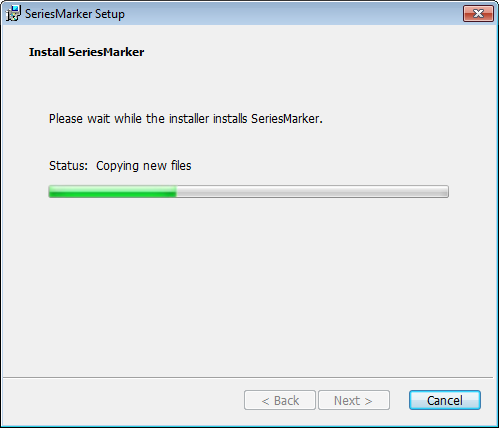 SeriesMarker Setup
Install SeriesMarker
Please wait while the installer installs SeriesMarker.
Status: Copying new files
< Back Next > Cancel